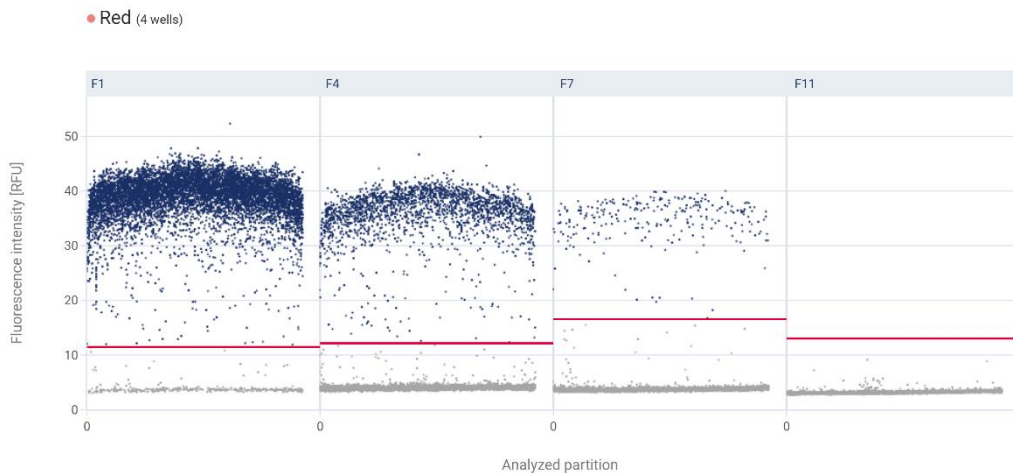 Red (4 wells)
F1 F4 F7 F11
Fluorescence intensity [RFU]
50
40
30
20
10
0
0 0 0 0
Analyzed partition